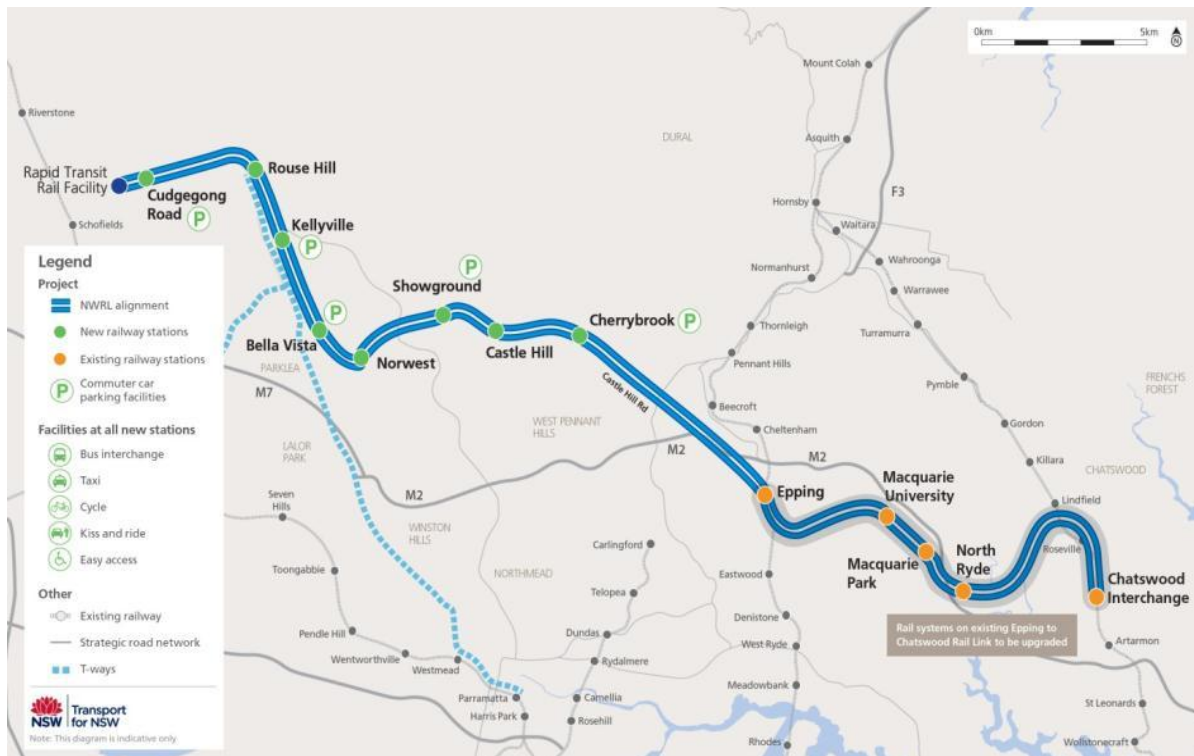 0km
5km
N
Mount Colah
Riverstone
DURAL
Asquith
Rapid Transit
Rail Facility
Rouse Hill
Cudgegong
Road
P
F3
Hornsby
Schofields
Waitara
Kellyville
P
Wahroonga
Normanhurst
Showground
P
Warrawee
Bella Vista
P
Norwest
Castle Hill
Cherrybrook
P
Thornleigh
Turramurra
PARKLEA
Castle Hill Rd
Pennant Hills
M7
Pymble
FRENCHS
FOREST
WEST PENNANT
HILLS
Beecroft
Cheltenham
Gordon
LALOR
PARK
M2
M2
M2
Killara
CHATSWOOD
Epping
Macquarie
University
Lindfield
Seven
Hills
WINSTON
HILLS
Carlingford
Macquarie
Park
North
Ryde
Roseville
Chatswood
Interchange
Toongabbie
NORTHMEAD
Eastwood
Telopea
Denistone
Rail systems on existing Epping to
Chatswood Rail Link to be upgraded
Pendle Hill
Dundas
West Ryde
Artarmon
Wentworthville
Westmead
Rydalmere
Meadowbank
Parramatta
Camellia
St Leonards
Harris Park
Rosehill
Rhodes
Wollstonecraft
Legend
Project
NWRL alignment
New railway stations
Existing railway stations
P
Commuter car
parking facilities
Facilities at all new stations
Bus interchange
Taxi
Cycle
Kiss and ride
Easy access
Other
Existing railway
Strategic road network
T-ways
NSW
Transport
for NSW
Note: This diagram is indicative only.